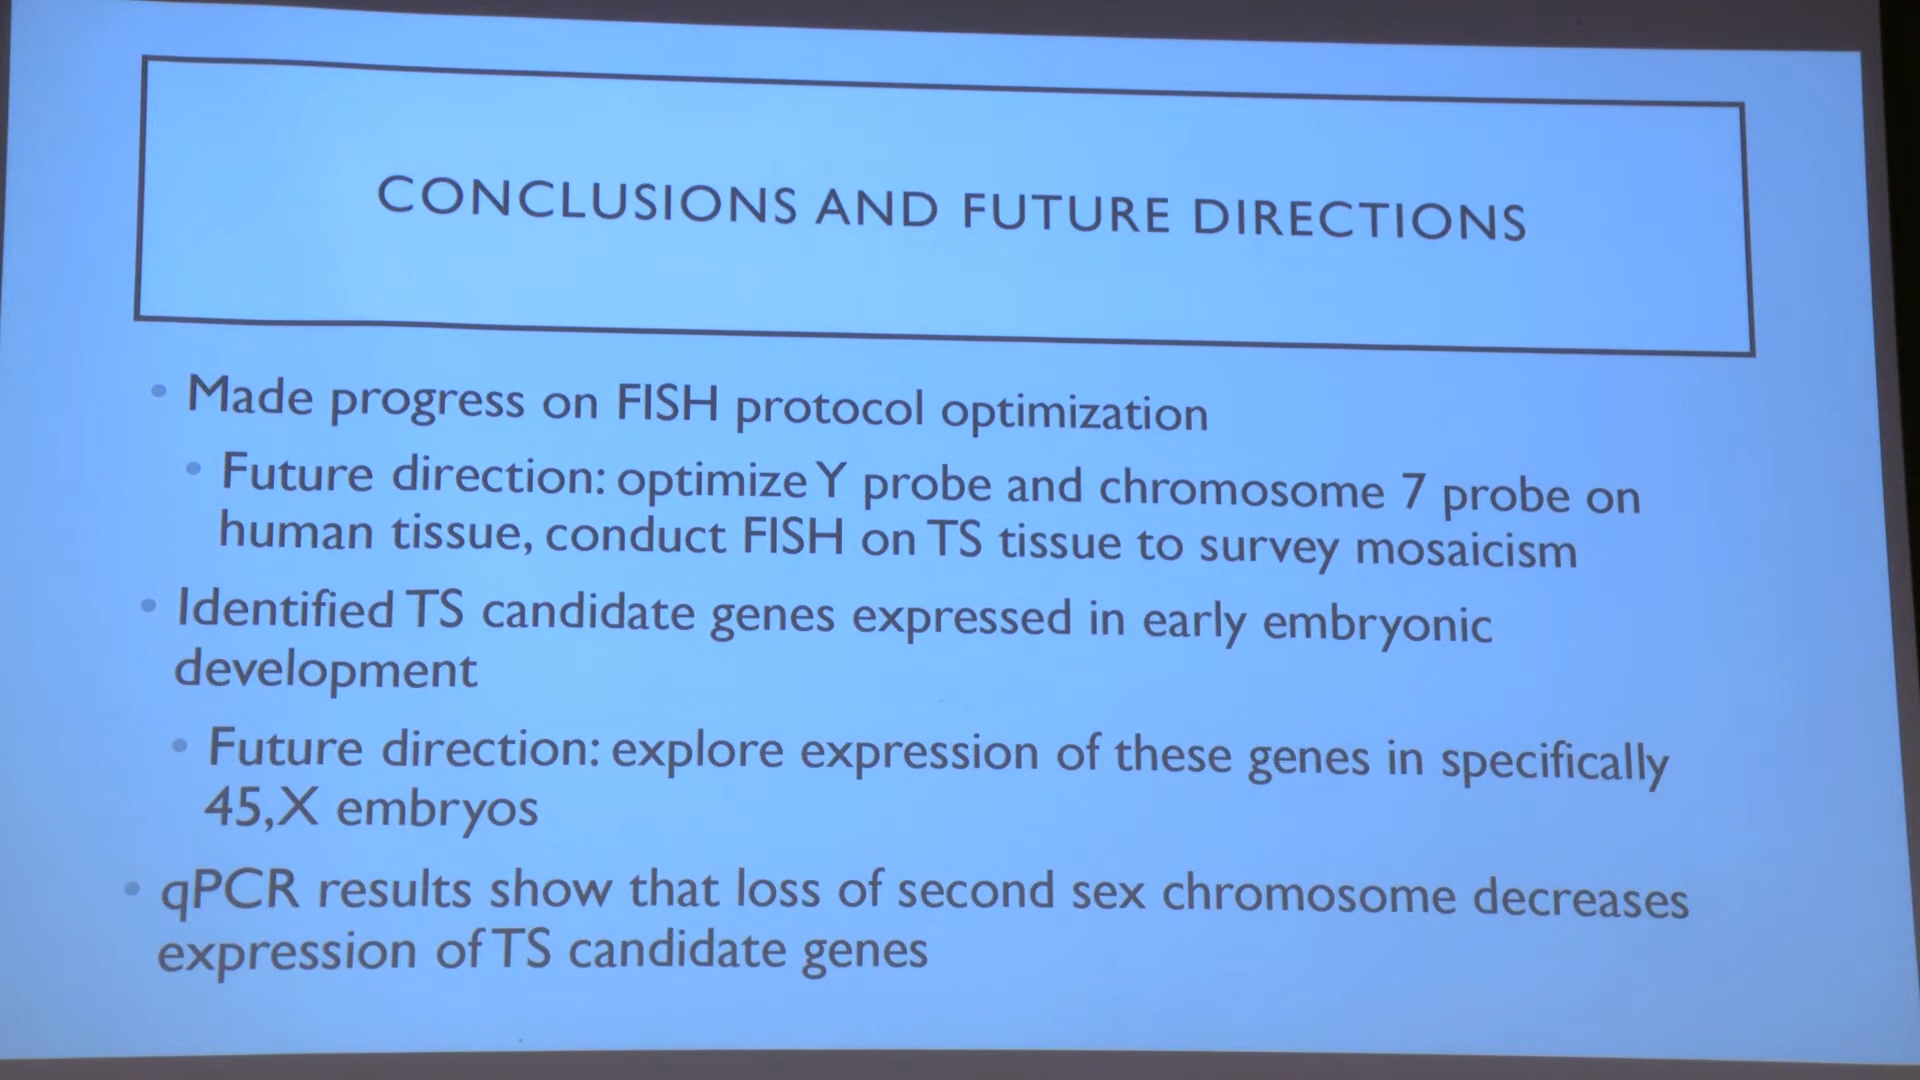 CONCLUSIONS AND FUTURE DIRECTIONS
• Made progress on FISH protocol optimization
• Future direction: optimize Y probe and chromosome 7 probe on
human tissue, conduct FISH on TS tissue to survey mosaicism
• Identified TS candidate genes expressed in early embryonic
development
• Future direction: explore expression of these genes in specifically
45,X embryos
• qPCR results show that loss of second sex chromosome decreases
expression of TS candidate genes